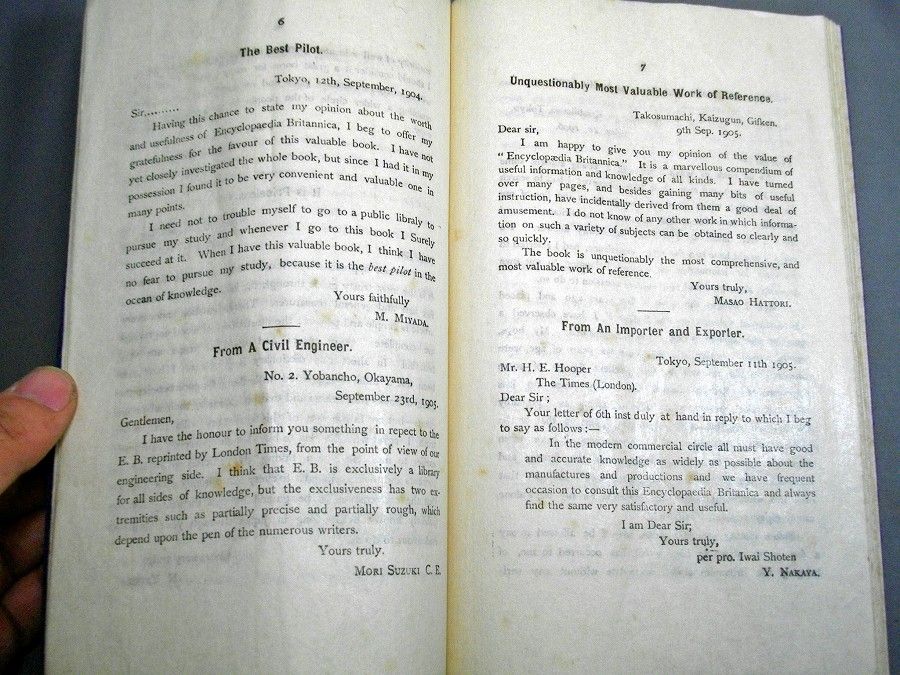 6
The Best Pilot.
Tokyo, 12th, September, 1904.
Sir..........
Having this chance to state my opinion about the worth
and usefulness of Encyclopaedia Britannica, I beg to offer my
gratefulness for the favour of this valuable book. I have not
yet closely investigated the whole book, but since I had it in my
possession I found it to be very convenient and valuable one in
many points.
I need not to trouble myself to go to a public libraly to
pursue my study and whenever I go to this book I Surely
succeed at it. When I have this valuable book, I think I have
no fear to pursue my study, because it is the best pilot in the
ocean of knowledge.
Yours faithfully
M. MIYADA.
From A Civil Engineer.
No. 2. Yobancho, Okayama,
September 23rd, 1905.
Gentlemen,
I have the honour to inform you something in repect to the
E. B. reprinted by London Times, from the point of view of our
engineering side. I think that E. B. is exclusively a library
for all sides of knowledge, but the exclusiveness has two ex-
tremities such as partially precise and partially rough, which
depend upon the pen of the numerous writers.
Yours truly.
MORI SUZUKI C. E.
7
Unquestionably Most Valuable Work of Reference.
Takosumachi, Kaizugun, Gifken.
9th Sep. 1905.
Dear sir,
I am happy to give you my opinion of the value of
"Encyclopædia Britannica." It is a marvellous compendium of
useful information and knowledge of all kinds. I have turned
over many pages, and besides gaining many bits of useful
instruction, have incidentally derived from them a good deal of
amusement. I do not know of any other work in which informa-
tion on such a variety of subjects can be obtained so clearly and
so quickly.
The book is unquetionably the most comprehensive, and
most valuable work of reference.
Yours truly,
MASAO HATTORI.
From An Importer and Exporter.
Tokyo, September 11th 1905.
Mr. H. E. Hooper
The Times (London).
Dear Sir;
Your letter of 6th inst duly at hand in reply to which I beg
to say as follows:—
In the modern commercial circle all must have good
and accurate knowledge as widely as possible about the
manufactures and productions and we have frequent
occasion to consult this Encyclopaedia Britanica and always
find the same very satisfactory and useful.
I am Dear Sir;
Yours truly,
per pro. Iwai Shoten
Y. NAKAYA.